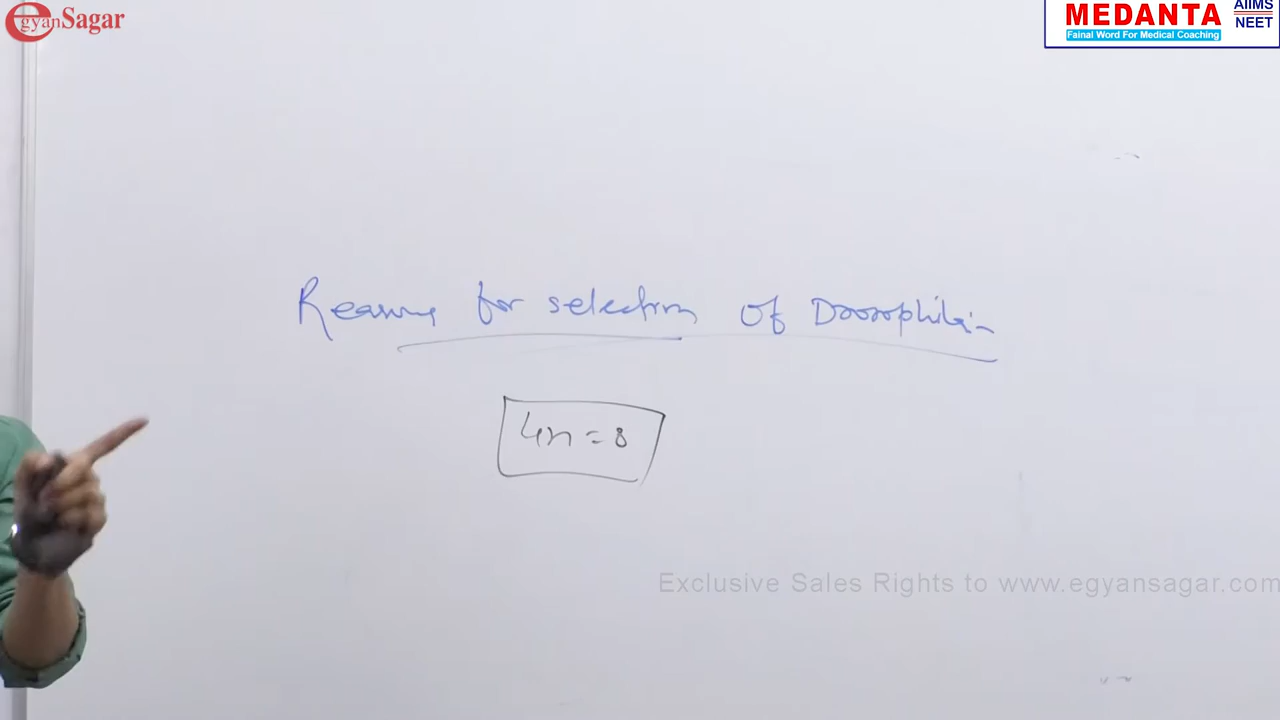 egyanSagar
MEDANTA
Fainal Word For Medical Coaching
AIIMS
NEET
Reasons for selection of Drosophila
4n = 8
Exclusive Sales Rights to www.egyansagar.com